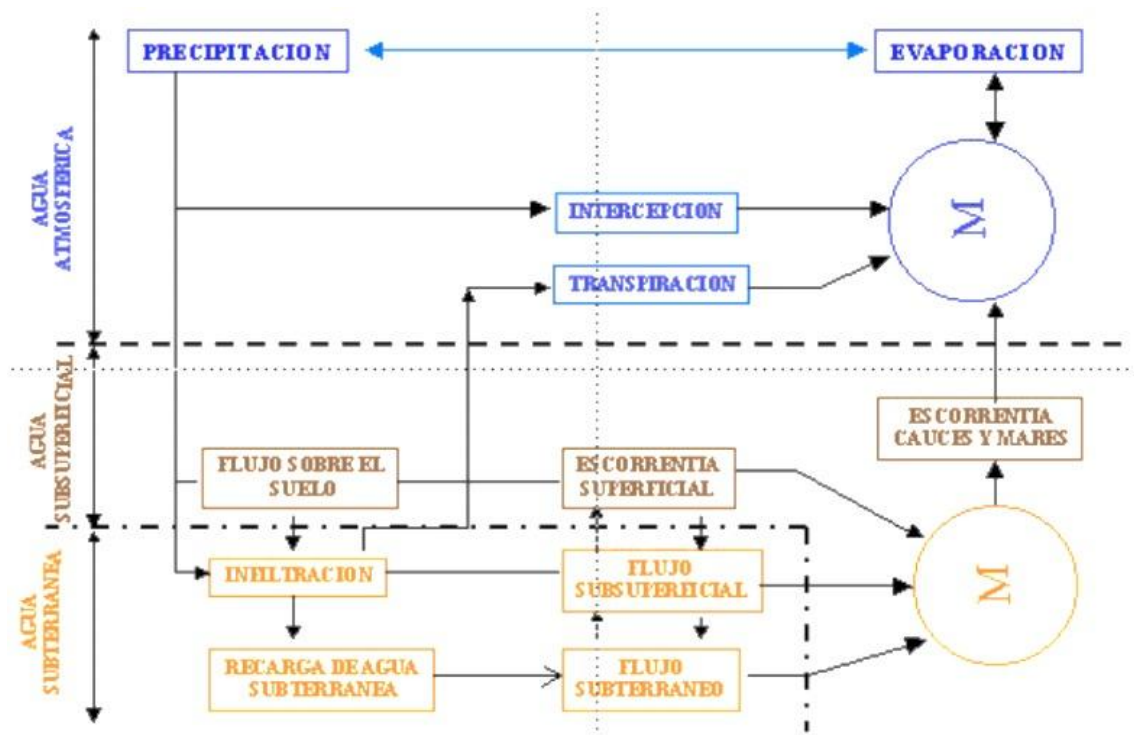 PRECIPITACION
EVAPORACION
AGUA
ATMOSFERICA
M
INTERCEPCION
TRANSPIRACION
AGUA
SUBSUPERFICIAL
ESCORRENTIA
CAUCES Y MARES
FLUJO SOBRE EL
SUELO
ESCORRENTIA
SUPERFICIAL
AGUA
SUBTERRANEA
INFILTRACION
FLUJO
SUBSUPERFICIAL
M
RECARGA DE AGUA
SUBTERRANEA
FLUJO
SUBTERRANEO